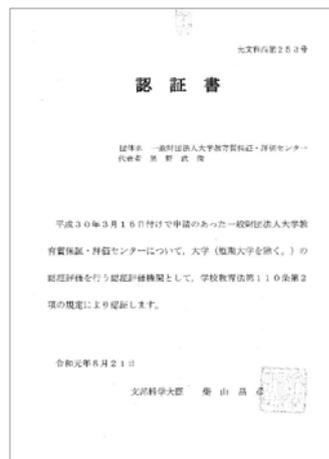 元文科高第253号
認証書
団体名 一般財団法人大学教育質保証・評価センター
代表者 奥野 武俊
平成30年3月16日付けで申請のあった一般財団法人大学教
育質保証・評価センターについて、大学（短期大学を除く。）の
認証評価を行う認証評価機関として、学校教育法第110条第2
項の規定により認証します。
令和元年8月21日
文部科学大臣 柴山 昌彦